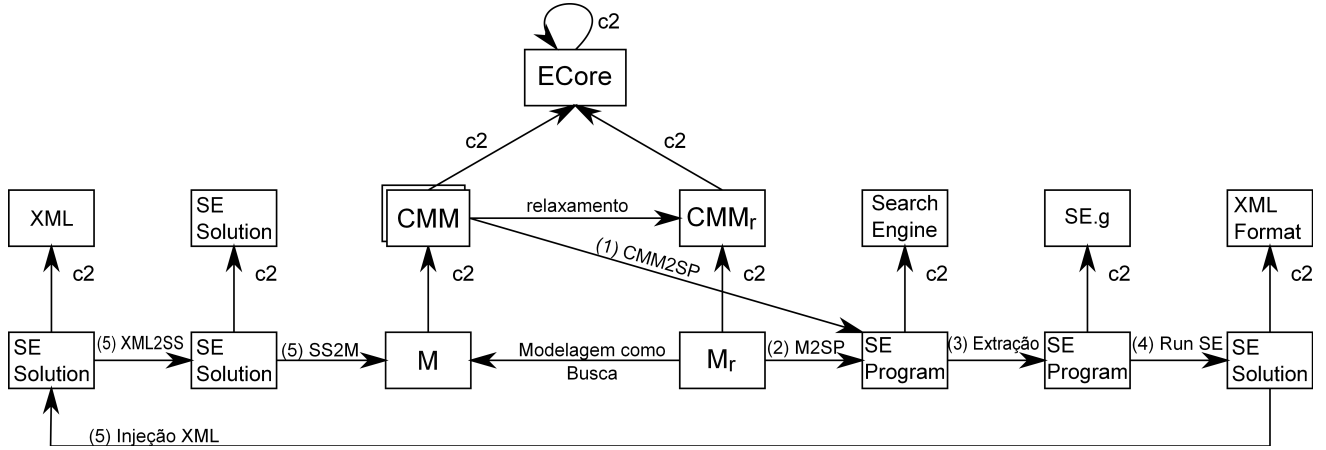 c2
ECore
c2
c2
XML
SE
Solution
CMM
relaxamento
CMMr
Search
Engine
SE.g
XML
Format
(1) CMM2SP
c2
c2
c2
c2
c2
c2
c2
SE
Solution
(5) XML2SS
SE
Solution
(5) SS2M
M
Modelagem como
Busca
Mr
(2) M2SP
SE
Program
(3) Extração
SE
Program
(4) Run SE
SE
Solution
(5) Injeção XML